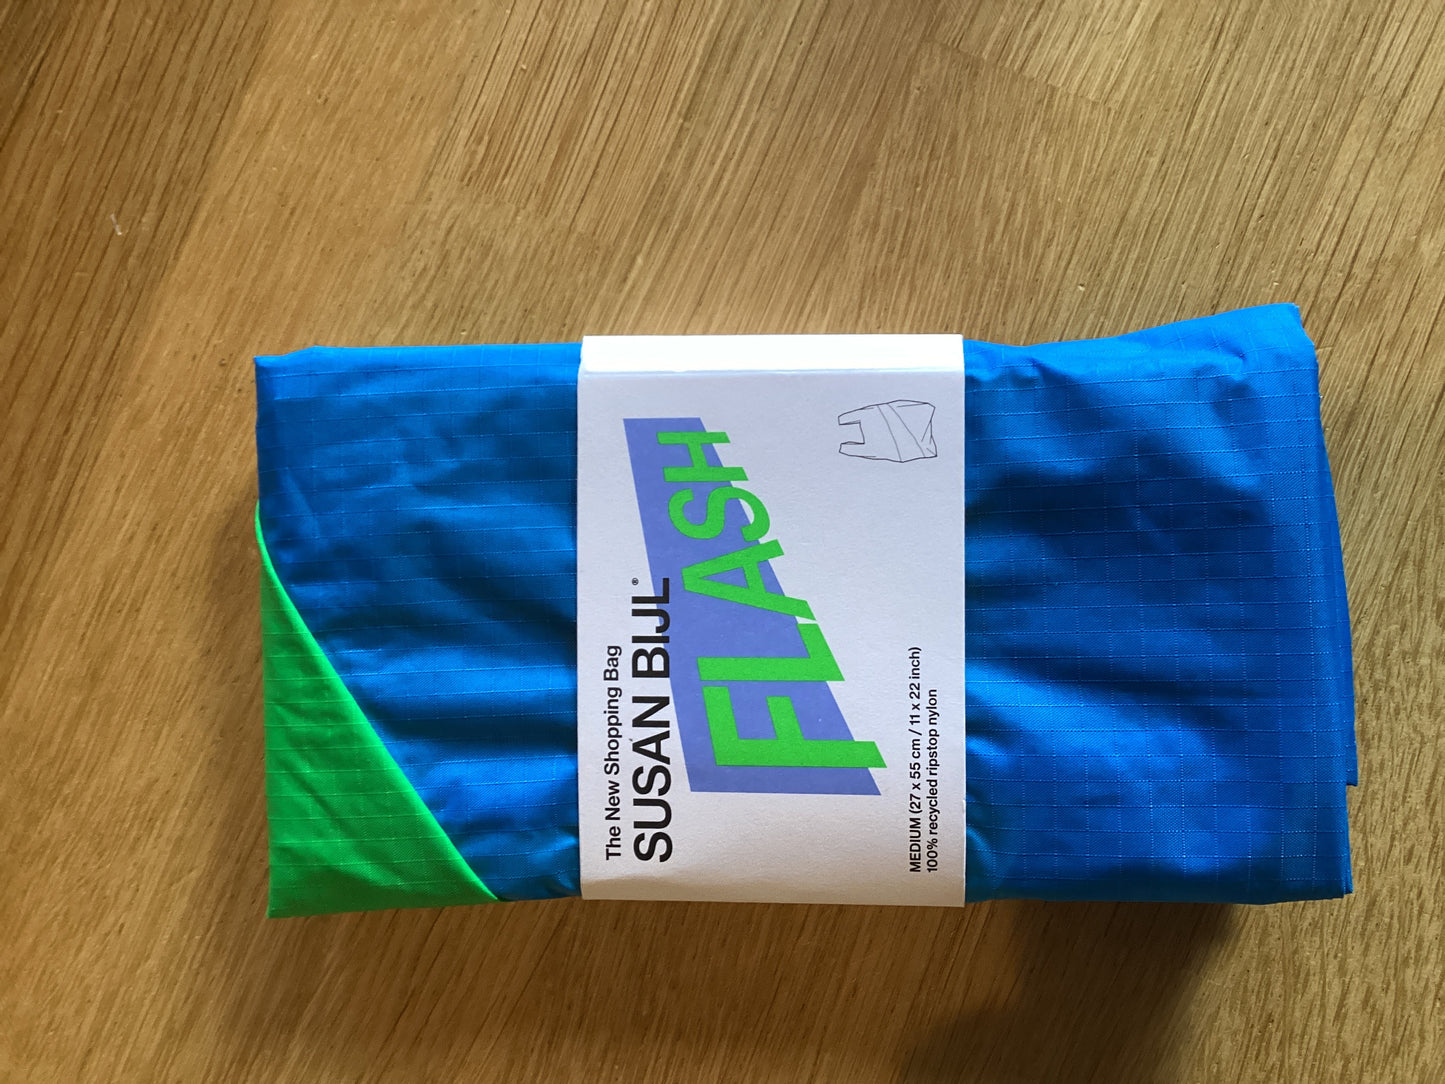 The New Shopping Bag
SUSAN BIJL®
FLASH
MEDIUM (27 x 55 cm / 11 x 22 inch)
100% recycled ripstop nylon